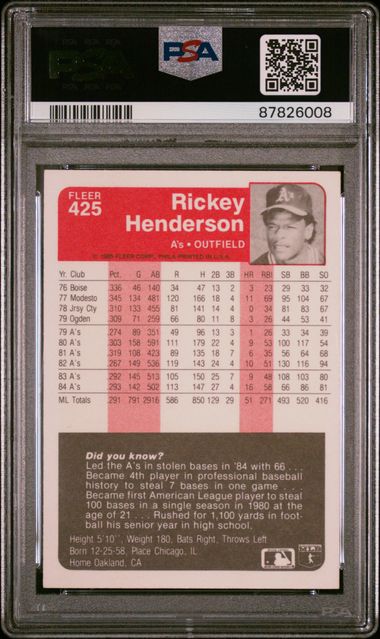 PSA
PSA
87826008
FLEER
425
Rickey
Henderson
A's • OUTFIELD
© 1985 FLEER CORP., PHILA. PRINTED IN U.S.A.
Yr. Club Pct. G AB R H 2B 3B HR RBI SB BB SO
76 Boise .336 46 140 34 47 13 2 3 23 29 33 32
77 Modesto .345 134 481 120 166 18 4 11 69 95 104 67
78 Jrsy Cty .310 133 455 81 141 14 4 0 34 81 83 67
79 Ogden .309 71 259 66 80 11 8 3 26 44 53 41
79 A's .274 89 351 49 96 13 3 1 26 33 34 39
80 A's .303 158 591 111 179 22 4 9 53 100 117 54
81 A's .319 108 423 89 135 18 7 6 35 56 64 68
82 A's .267 149 536 119 143 24 4 10 51 130 116 94
83 A's .292 145 513 105 150 25 7 9 48 108 103 80
84 A's .293 142 502 113 147 27 4 16 58 66 86 81
ML Totals .291 791 2916 586 850 129 29 51 271 493 520 416
Did you know?
Led the A's in stolen bases in '84 with 66 . . .
Became 4th player in professional baseball
history to steal 7 bases in one game . . .
Became first American League player to steal
100 bases in a single season in 1980 at the
age of 21 . . . Rushed for 1,100 yards in foot-
ball his senior year in high school.
Height 5'10'', Weight 180, Bats Right, Throws Left
Born 12-25-58, Place Chicago, IL
Home Oakland, CA